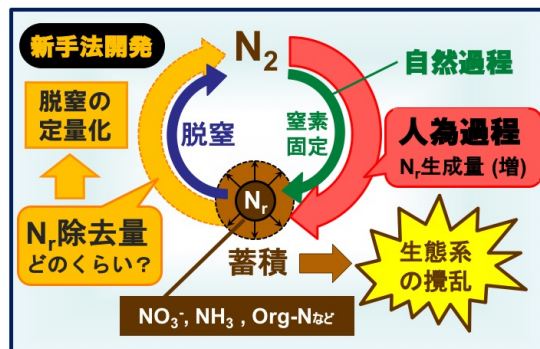 新手法開発
N₂
自然過程
脱窒の
定量化
脱窒
窒素
固定
人為過程
Nᵣ生成量 (増)
Nᵣ
Nᵣ除去量
どのくらい？
蓄積
生態系
の攪乱
NO₃⁻, NH₃ , Org-Nなど